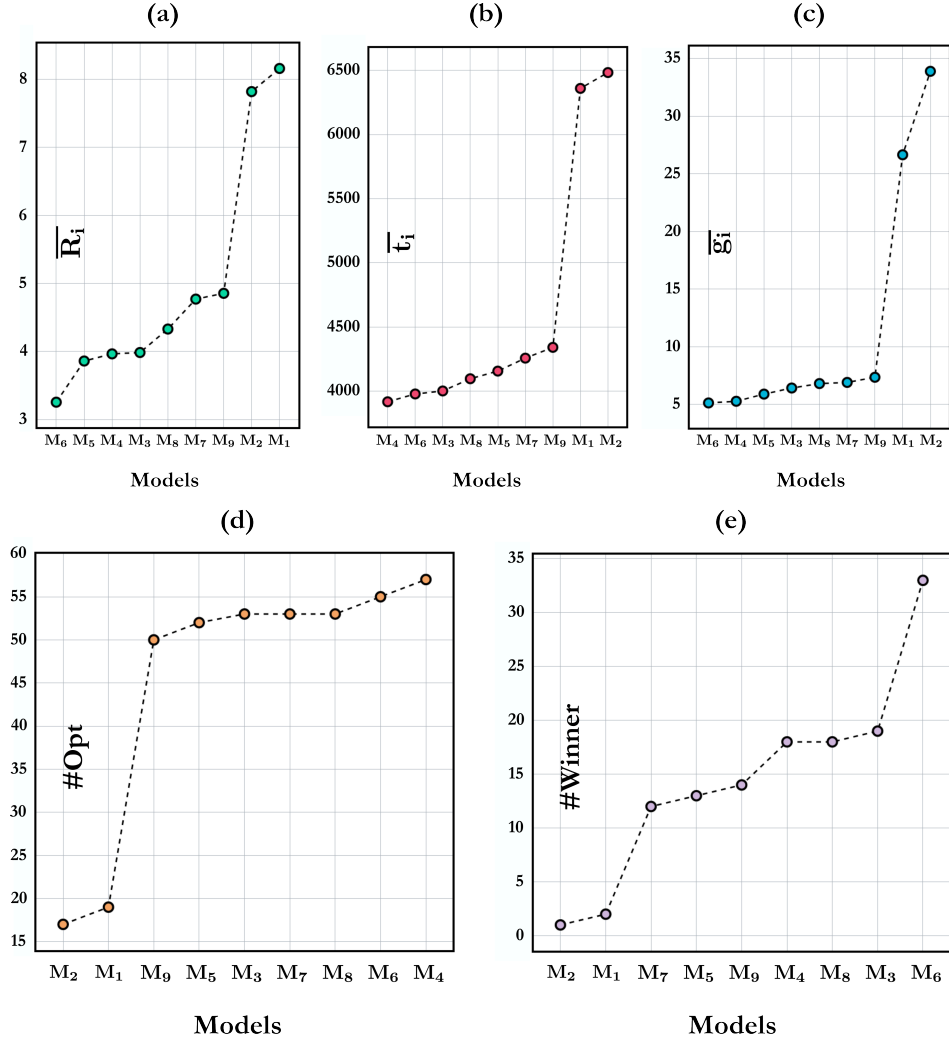 (a)
8
7
6
5
4
3
R̅ᵢ
M₆ M₅ M₄ M₃ M₈ M₇ M₉ M₂ M₁
Models
(b)
6500
6000
5500
5000
4500
4000
t̅ᵢ
M₄ M₆ M₃ M₈ M₅ M₇ M₉ M₁ M₂
Models
(c)
35
30
25
20
15
10
5
g̅ᵢ
M₆ M₄ M₅ M₃ M₈ M₇ M₉ M₁ M₂
Models
(d)
60
55
50
45
40
35
30
25
20
15
#Opt
M₂ M₁ M₉ M₅ M₃ M₇ M₈ M₆ M₄
Models
(e)
35
30
25
20
15
10
5
0
#Winner
M₂ M₁ M₇ M₅ M₉ M₄ M₈ M₃ M₆
Models